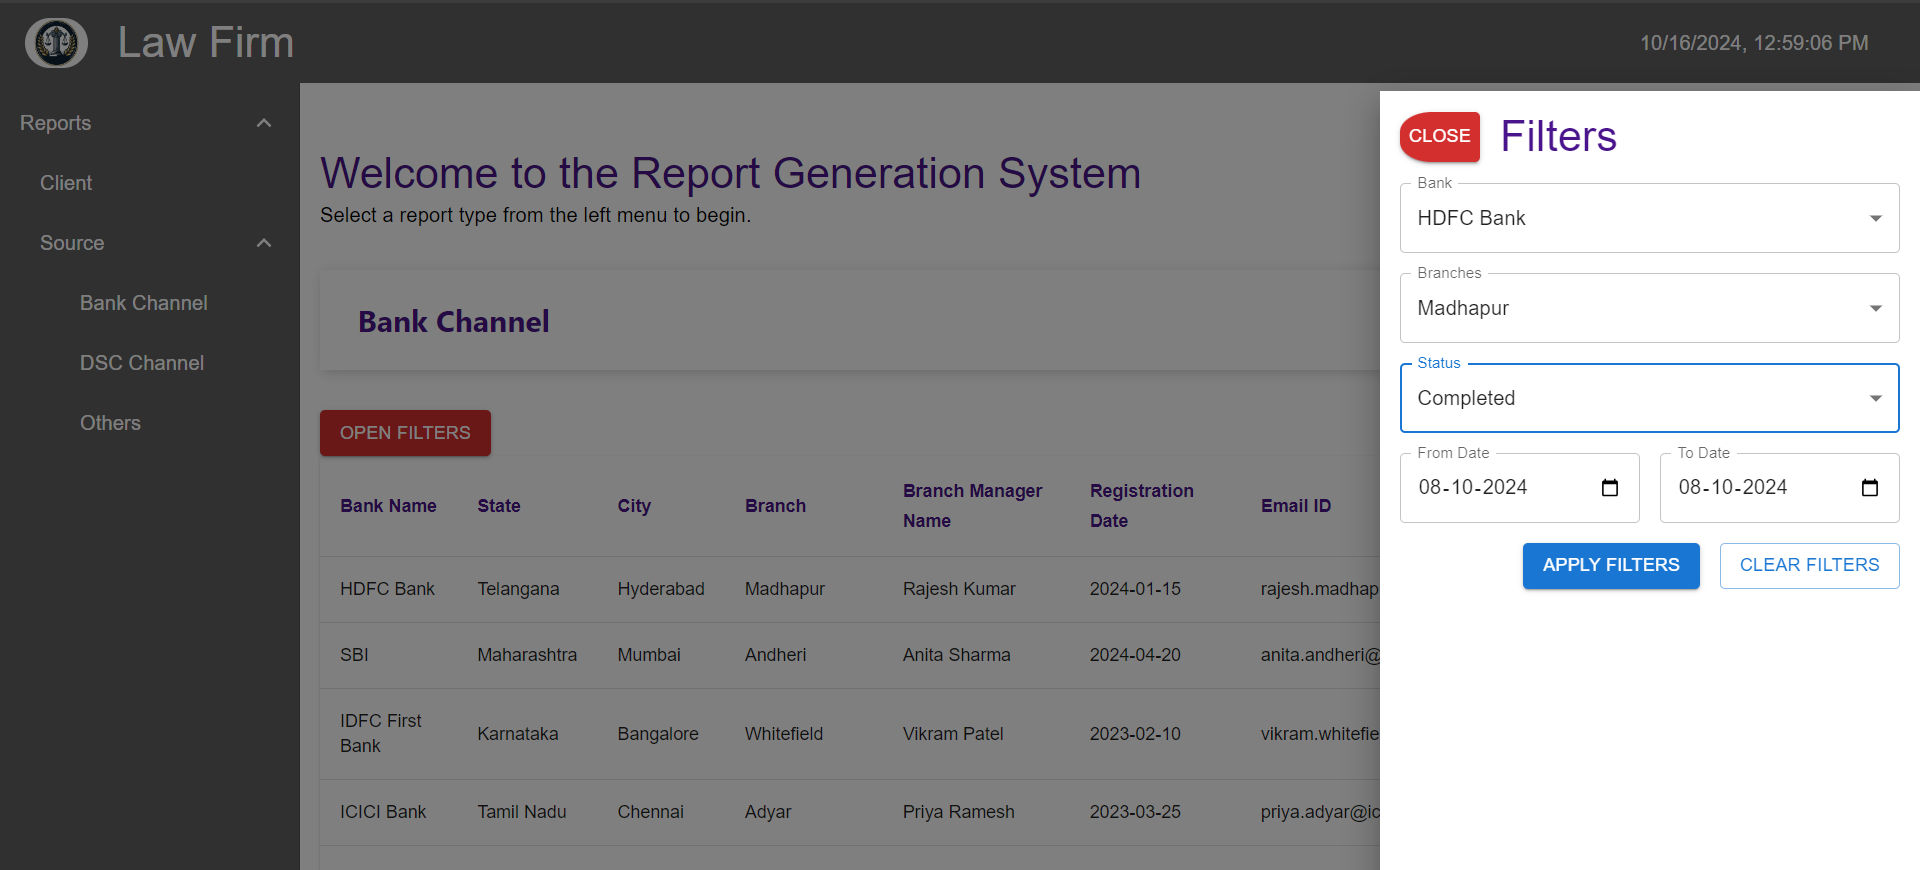 Law Firm
10/16/2024, 12:59:06 PM
Reports
Client
Source
Bank Channel
DSC Channel
Others
Welcome to the Report Generation System
Select a report type from the left menu to begin.
Bank Channel
OPEN FILTERS
Bank Name State City Branch Branch Manager Name Registration Date Email ID
HDFC Bank Telangana Hyderabad Madhapur Rajesh Kumar 2024-01-15 rajesh.madhap
SBI Maharashtra Mumbai Andheri Anita Sharma 2024-04-20 anita.andheri@
IDFC First Bank Karnataka Bangalore Whitefield Vikram Patel 2023-02-10 vikram.whitefie
ICICI Bank Tamil Nadu Chennai Adyar Priya Ramesh 2023-03-25 priya.adyar@ic
CLOSE Filters
Bank
HDFC Bank
Branches
Madhapur
Status
Completed
From Date To Date
08-10-2024 08-10-2024
APPLY FILTERS CLEAR FILTERS